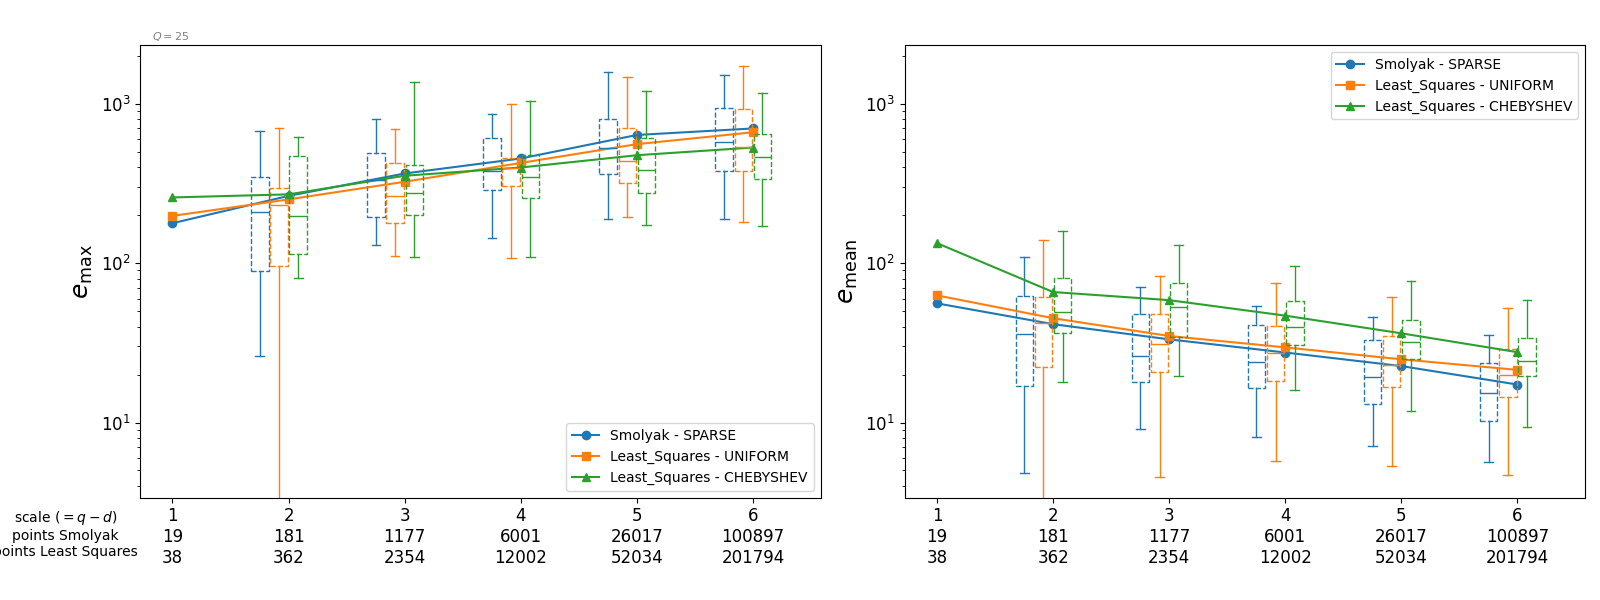 Q = 25
10³
10²
10¹
e_max
Smolyak - SPARSE
Least_Squares - UNIFORM
Least_Squares - CHEBYSHEV
scale (= q − d) 1 2 3 4 5 6
points Smolyak 19 181 1177 6001 26017 100897
oints Least Squares 38 362 2354 12002 52034 201794
10³
10²
10¹
e_mean
Smolyak - SPARSE
Least_Squares - UNIFORM
Least_Squares - CHEBYSHEV
1 2 3 4 5 6
19 181 1177 6001 26017 100897
38 362 2354 12002 52034 201794